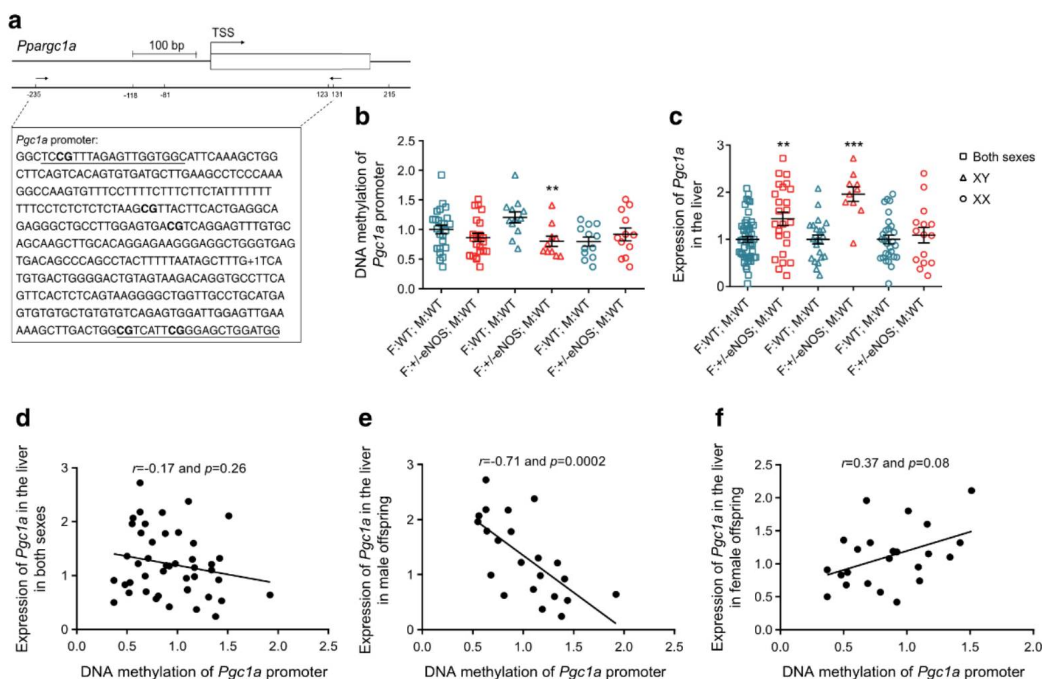 a
TSS
Ppargc1a
100 bp
-235
-118
-81
123
131
215
Pgc1a promoter:
GGCTCCGTTTAGAGTTGGTGGCATTCAAAGCTGG
CTTCAGTCACAGTGTGATGCTTGAAGCCTCCCAAA
GGCCAAGTGTTTCCTTTTCTTTCTTCTATTTTTTTT
TTTCCTCTCTCTCTAAGCGTTACTTCACTGAGGCA
GAGGGCTGCCTTGGAGTGACGTCAGGAGTTTGTGC
AGCAAGCTTGCACAGGAGAAGGGAGGCTGGGTGAG
TGACAGCCCAGCCTACTTTTTAATAGCTTTG+1TCA
TGTGACTGGGGACTGTAGTAAGACAGGTGCCTTCA
GTTCACTCTCAGTAAGGGGCTGGTTGCCTGCATGA
GTGTGTGCTGTGTGTCAGAGTGGATTGGAGTTGAA
AAAGCTTGACTGGCGTCATTCGGGAGCTGGATGG
b
DNA methylation of
Pgc1a promoter
2.5
2.0
1.5
1.0
0.5
0.0
**
F:WT; M:WT
F:+/-eNOS; M:WT
F:WT; M:WT
F:+/-eNOS; M:WT
F:WT; M:WT
F:+/-eNOS; M:WT
c
Expression of Pgc1a
in the liver
3
2
1
0
**
***
F:WT; M:WT
F:+/-eNOS; M:WT
F:WT; M:WT
F:+/-eNOS; M:WT
F:WT; M:WT
F:+/-eNOS; M:WT
Both sexes
XY
XX
d
r=-0.17 and p=0.26
Expression of Pgc1a in the liver
in both sexes
3
2
1
0
0.0
0.5
1.0
1.5
2.0
2.5
DNA methylation of Pgc1a promoter
e
r=-0.71 and p=0.0002
Expression of Pgc1a in the liver
in male offspring
3
2
1
0
0.0
0.5
1.0
1.5
2.0
2.5
DNA methylation of Pgc1a promoter
f
r=0.37 and p=0.08
Expression of Pgc1a in the liver
in female offspring
2.5
2.0
1.5
1.0
0.5
0.0
0.0
0.5
1.0
1.5
2.0
DNA methylation of Pgc1a promoter